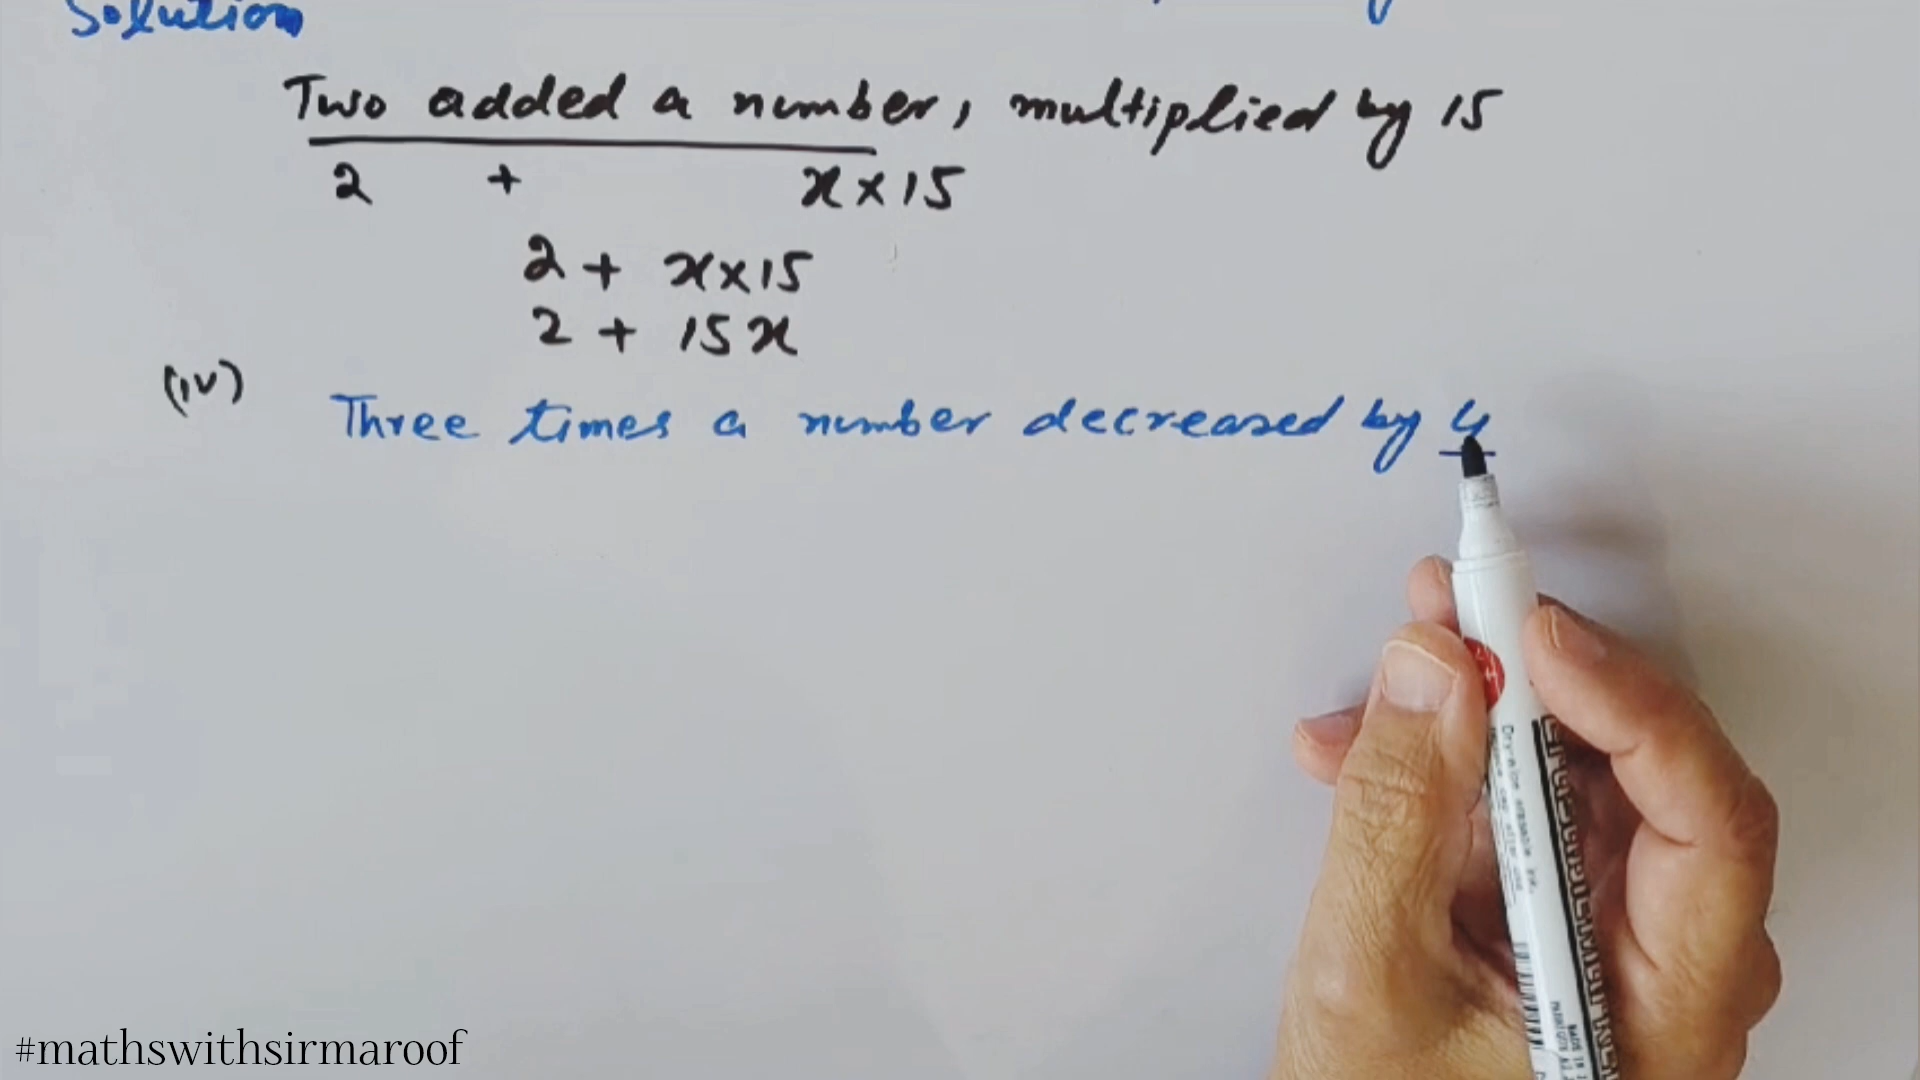 Solution
Two added a number, multiplied by 15
2 + x×15
2 + x×15
2 + 15x
(iv) Three times a number decreased by 4
#mathswithsirmaroof